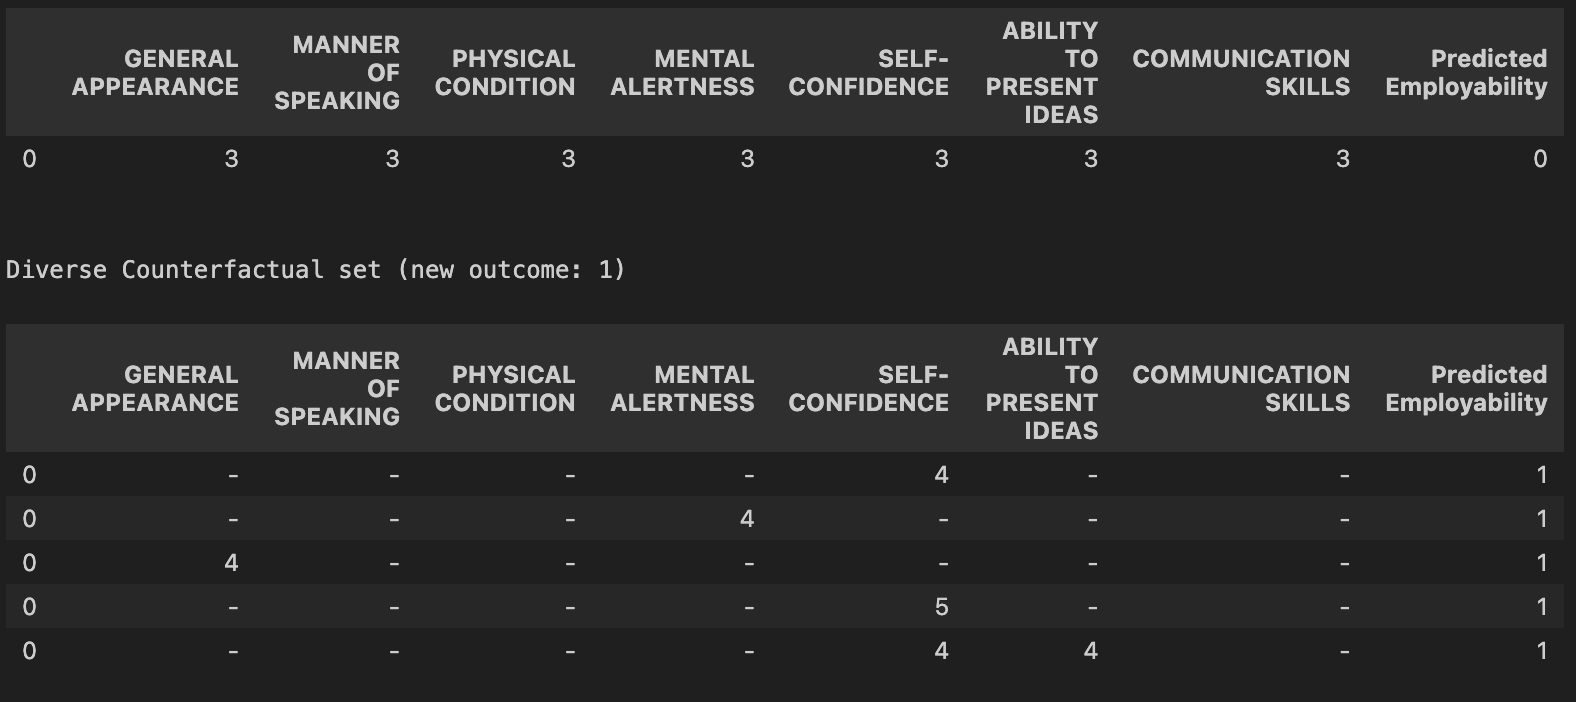 GENERAL APPEARANCE MANNER OF SPEAKING PHYSICAL CONDITION MENTAL ALERTNESS SELF-CONFIDENCE ABILITY TO PRESENT IDEAS COMMUNICATION SKILLS Predicted Employability
0 3 3 3 3 3 3 3 0
Diverse Counterfactual set (new outcome: 1)
GENERAL APPEARANCE MANNER OF SPEAKING PHYSICAL CONDITION MENTAL ALERTNESS SELF-CONFIDENCE ABILITY TO PRESENT IDEAS COMMUNICATION SKILLS Predicted Employability
0 - - - - 4 - - 1
0 - - - 4 - - - 1
0 4 - - - - - - 1
0 - - - - 5 - - 1
0 - - - - 4 4 - 1